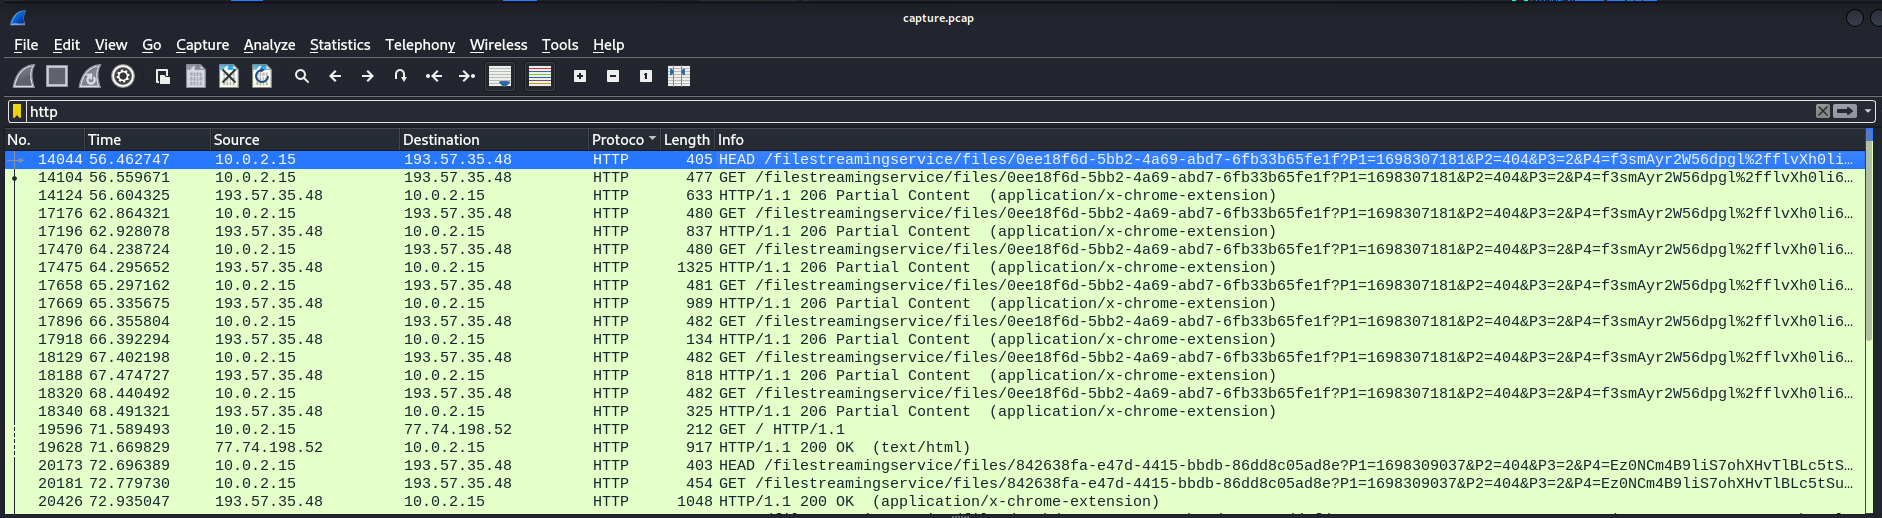 capture.pcap
File Edit View Go Capture Analyze Statistics Telephony Wireless Tools Help
http
No. Time Source Destination Protoco Length Info
14044 56.462747 10.0.2.15 193.57.35.48 HTTP 405 HEAD /filestreamingservice/files/0ee18f6d-5bb2-4a69-abd7-6fb33b65fe1f?P1=1698307181&P2=404&P3=2&P4=f3smAyr2W56dpgl%2fflvXh0li…
14104 56.559671 10.0.2.15 193.57.35.48 HTTP 477 GET /filestreamingservice/files/0ee18f6d-5bb2-4a69-abd7-6fb33b65fe1f?P1=1698307181&P2=404&P3=2&P4=f3smAyr2W56dpgl%2fflvXh0li6…
14124 56.604325 193.57.35.48 10.0.2.15 HTTP 633 HTTP/1.1 206 Partial Content (application/x-chrome-extension)
17176 62.864321 10.0.2.15 193.57.35.48 HTTP 480 GET /filestreamingservice/files/0ee18f6d-5bb2-4a69-abd7-6fb33b65fe1f?P1=1698307181&P2=404&P3=2&P4=f3smAyr2W56dpgl%2fflvXh0li6…
17196 62.928078 193.57.35.48 10.0.2.15 HTTP 837 HTTP/1.1 206 Partial Content (application/x-chrome-extension)
17470 64.238724 10.0.2.15 193.57.35.48 HTTP 480 GET /filestreamingservice/files/0ee18f6d-5bb2-4a69-abd7-6fb33b65fe1f?P1=1698307181&P2=404&P3=2&P4=f3smAyr2W56dpgl%2fflvXh0li6…
17475 64.295652 193.57.35.48 10.0.2.15 HTTP 1325 HTTP/1.1 206 Partial Content (application/x-chrome-extension)
17658 65.297162 10.0.2.15 193.57.35.48 HTTP 481 GET /filestreamingservice/files/0ee18f6d-5bb2-4a69-abd7-6fb33b65fe1f?P1=1698307181&P2=404&P3=2&P4=f3smAyr2W56dpgl%2fflvXh0li6…
17669 65.335675 193.57.35.48 10.0.2.15 HTTP 989 HTTP/1.1 206 Partial Content (application/x-chrome-extension)
17896 66.355804 10.0.2.15 193.57.35.48 HTTP 482 GET /filestreamingservice/files/0ee18f6d-5bb2-4a69-abd7-6fb33b65fe1f?P1=1698307181&P2=404&P3=2&P4=f3smAyr2W56dpgl%2fflvXh0li6…
17918 66.392294 193.57.35.48 10.0.2.15 HTTP 134 HTTP/1.1 206 Partial Content (application/x-chrome-extension)
18129 67.402198 10.0.2.15 193.57.35.48 HTTP 482 GET /filestreamingservice/files/0ee18f6d-5bb2-4a69-abd7-6fb33b65fe1f?P1=1698307181&P2=404&P3=2&P4=f3smAyr2W56dpgl%2fflvXh0li6…
18188 67.474727 193.57.35.48 10.0.2.15 HTTP 818 HTTP/1.1 206 Partial Content (application/x-chrome-extension)
18320 68.440492 10.0.2.15 193.57.35.48 HTTP 482 GET /filestreamingservice/files/0ee18f6d-5bb2-4a69-abd7-6fb33b65fe1f?P1=1698307181&P2=404&P3=2&P4=f3smAyr2W56dpgl%2fflvXh0li6…
18340 68.491321 193.57.35.48 10.0.2.15 HTTP 325 HTTP/1.1 206 Partial Content (application/x-chrome-extension)
19596 71.589493 10.0.2.15 77.74.198.52 HTTP 212 GET / HTTP/1.1
19628 71.669829 77.74.198.52 10.0.2.15 HTTP 917 HTTP/1.1 200 OK (text/html)
20173 72.696389 10.0.2.15 193.57.35.48 HTTP 403 HEAD /filestreamingservice/files/842638fa-e47d-4415-bbdb-86dd8c05ad8e?P1=1698309037&P2=404&P3=2&P4=Ez0NCm4B9liS7ohXHvTlBLc5tS…
20181 72.779730 10.0.2.15 193.57.35.48 HTTP 454 GET /filestreamingservice/files/842638fa-e47d-4415-bbdb-86dd8c05ad8e?P1=1698309037&P2=404&P3=2&P4=Ez0NCm4B9liS7ohXHvTlBLc5tSu…
20426 72.935047 193.57.35.48 10.0.2.15 HTTP 1048 HTTP/1.1 200 OK (application/x-chrome-extension)